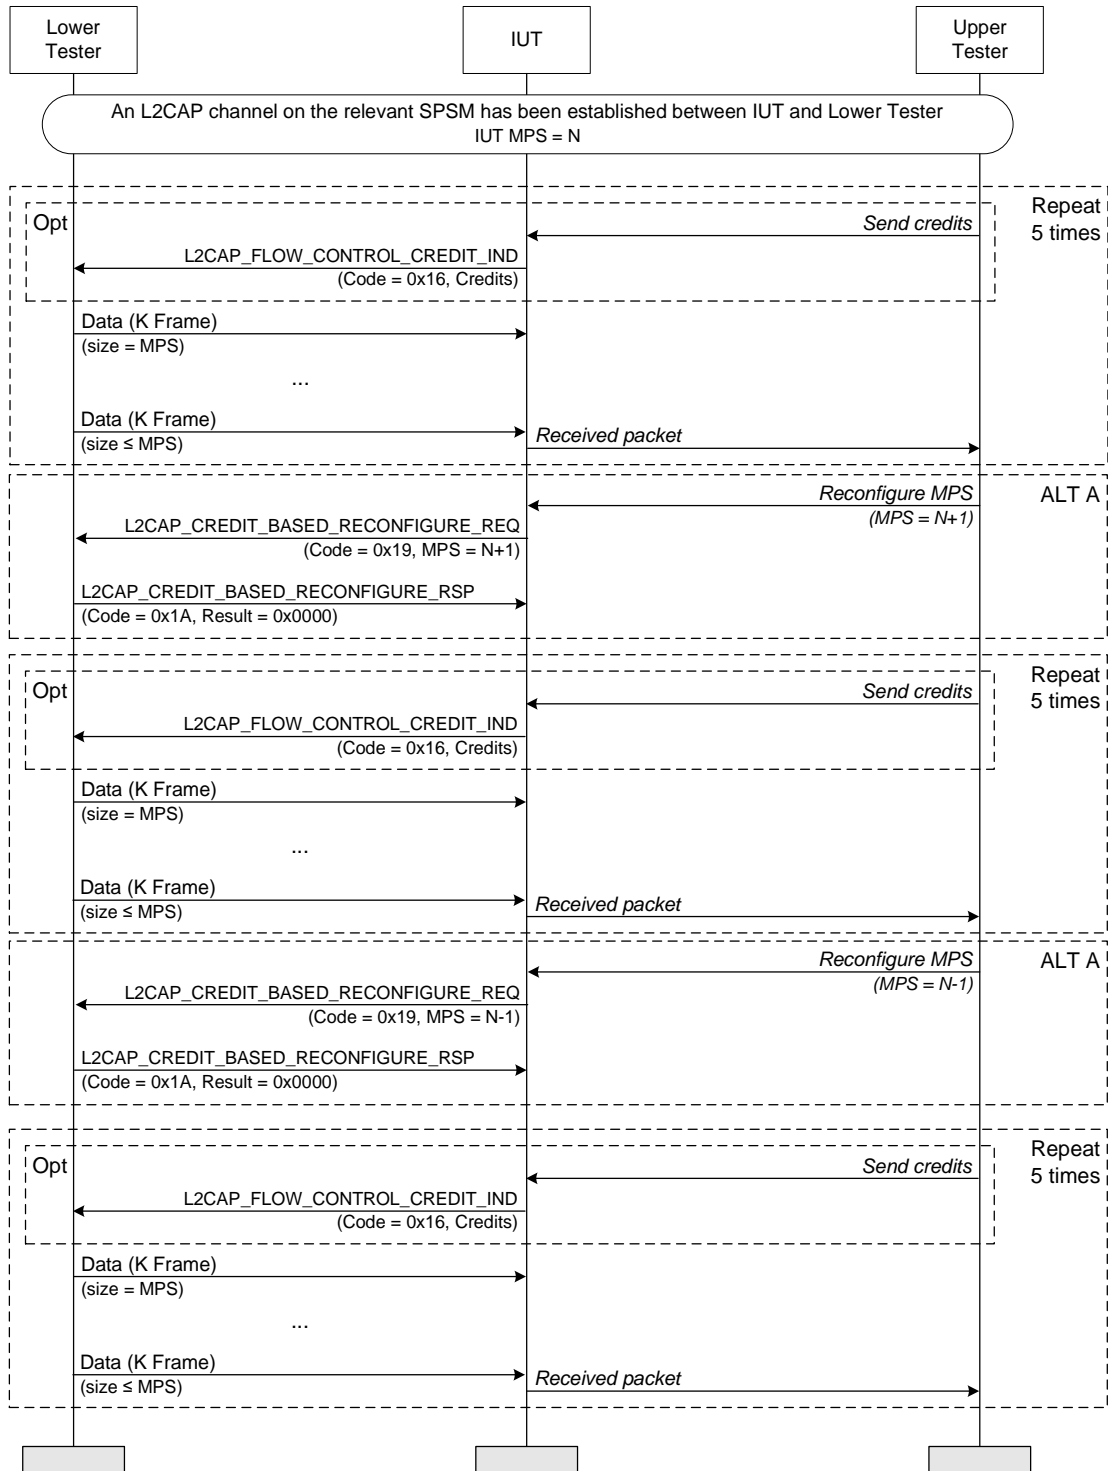 Lower
Tester
IUT
Upper
Tester
An L2CAP channel on the relevant SPSM has been established between IUT and Lower Tester
IUT MPS = N
Repeat
5 times
Opt
Send credits
L2CAP_FLOW_CONTROL_CREDIT_IND
(Code = 0x16, Credits)
Data (K Frame)
(size = MPS)
...
Data (K Frame)
(size ≤ MPS)
Received packet
ALT A
Reconfigure MPS
(MPS = N+1)
L2CAP_CREDIT_BASED_RECONFIGURE_REQ
(Code = 0x19, MPS = N+1)
L2CAP_CREDIT_BASED_RECONFIGURE_RSP
(Code = 0x1A, Result = 0x0000)
Repeat
5 times
Opt
Send credits
L2CAP_FLOW_CONTROL_CREDIT_IND
(Code = 0x16, Credits)
Data (K Frame)
(size = MPS)
...
Data (K Frame)
(size ≤ MPS)
Received packet
ALT A
Reconfigure MPS
(MPS = N-1)
L2CAP_CREDIT_BASED_RECONFIGURE_REQ
(Code = 0x19, MPS = N-1)
L2CAP_CREDIT_BASED_RECONFIGURE_RSP
(Code = 0x1A, Result = 0x0000)
Repeat
5 times
Opt
Send credits
L2CAP_FLOW_CONTROL_CREDIT_IND
(Code = 0x16, Credits)
Data (K Frame)
(size = MPS)
...
Data (K Frame)
(size ≤ MPS)
Received packet